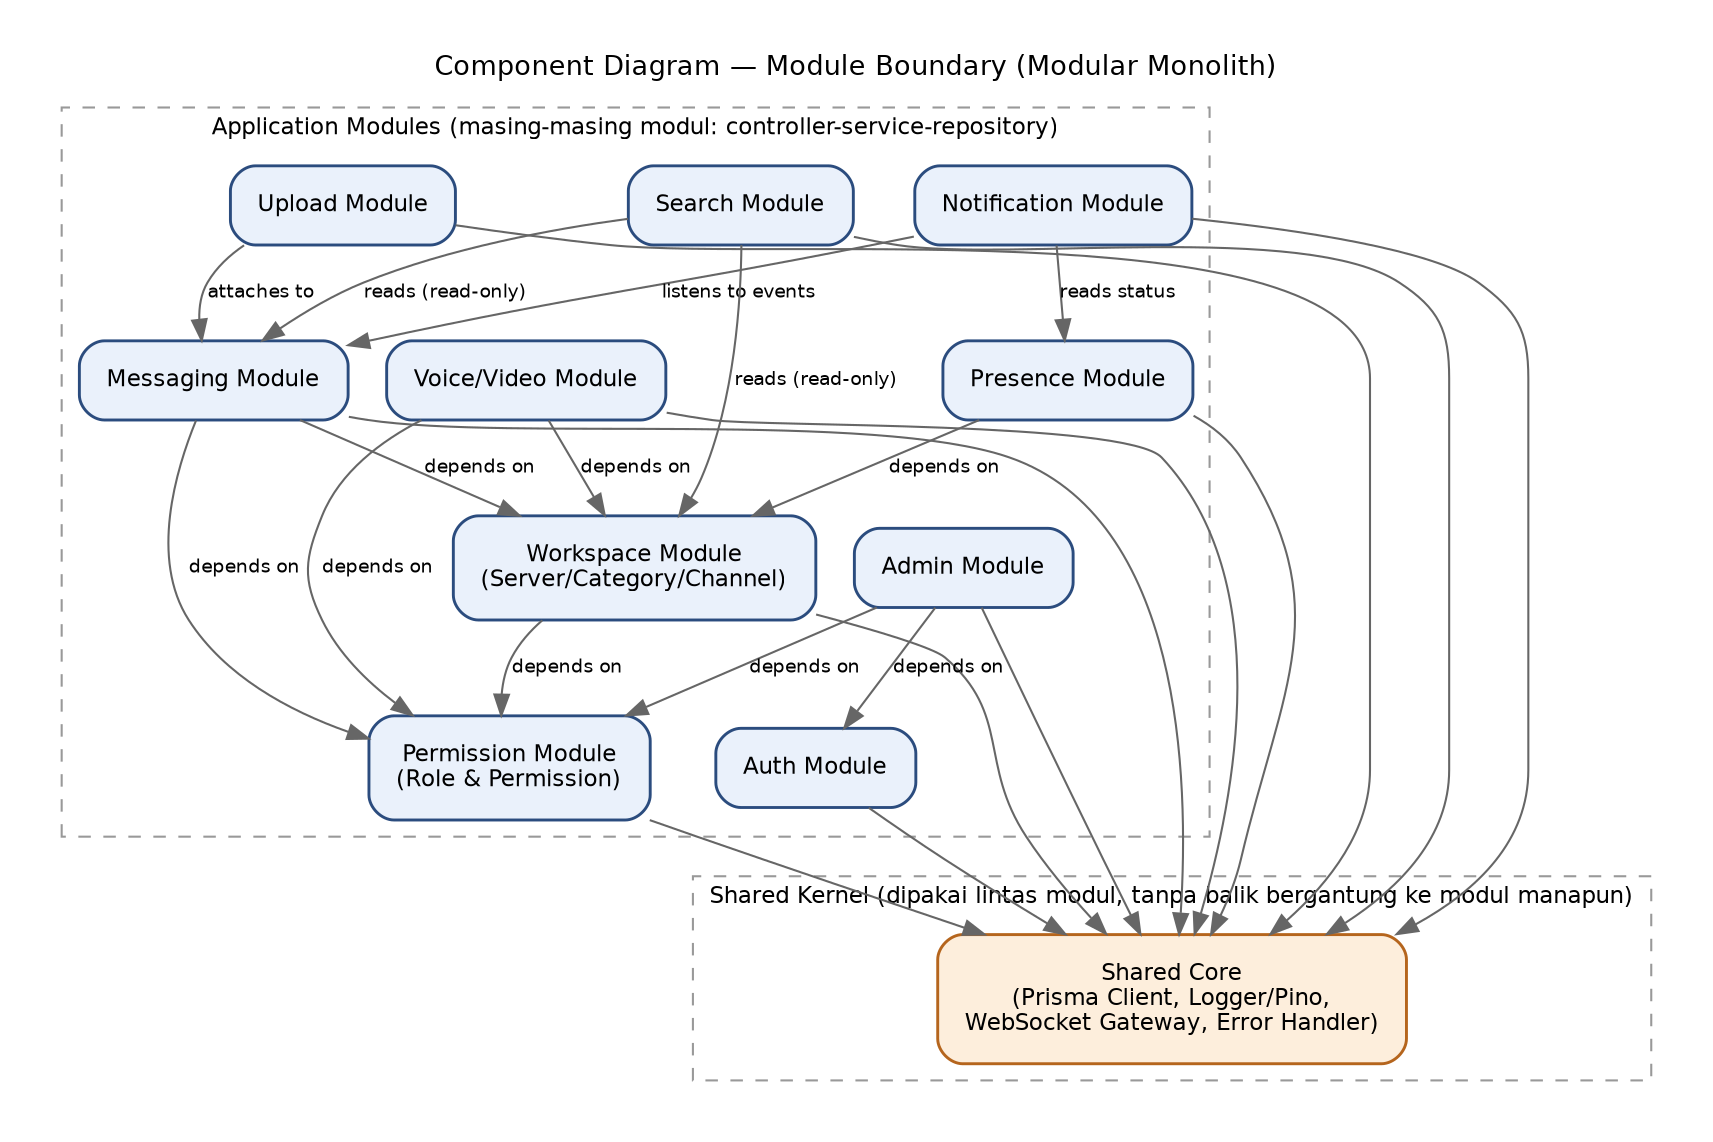 Component Diagram — Module Boundary (Modular Monolith)
Application Modules (masing-masing modul: controller-service-repository)
Upload Module
Search Module
Notification Module
attaches to
reads (read-only)
listens to events
reads status
Messaging Module
Voice/Video Module
reads (read-only)
Presence Module
depends on
depends on
depends on
Workspace Module
(Server/Category/Channel)
Admin Module
depends on
depends on
depends on
depends on
depends on
Permission Module
(Role & Permission)
Auth Module
Shared Kernel (dipakai lintas modul, tanpa balik bergantung ke modul manapun)
Shared Core
(Prisma Client, Logger/Pino,
WebSocket Gateway, Error Handler)